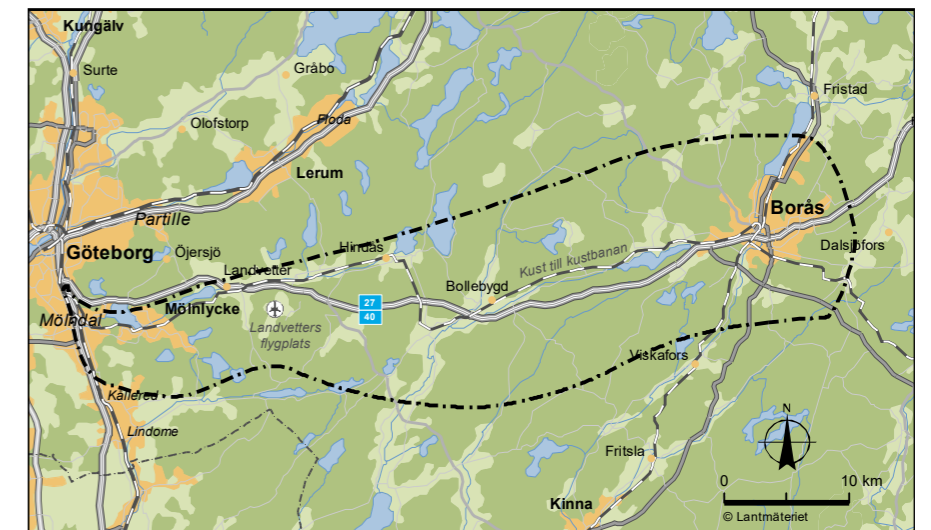 Kungälv
Surte
Gråbo
Fristad
Olofstorp
Floda
Lerum
Partille
Borås
Göteborg
Öjersjö
Hindås
Dalsjöfors
Kust till kustbanan
Landvetter
Bollebygd
27
40
Mölnlycke
Mölndal
Landvetters
flygplats
Viskafors
Kållered
N
Lindome
Fritsla
0 10 km
Kinna
© Lantmäteriet